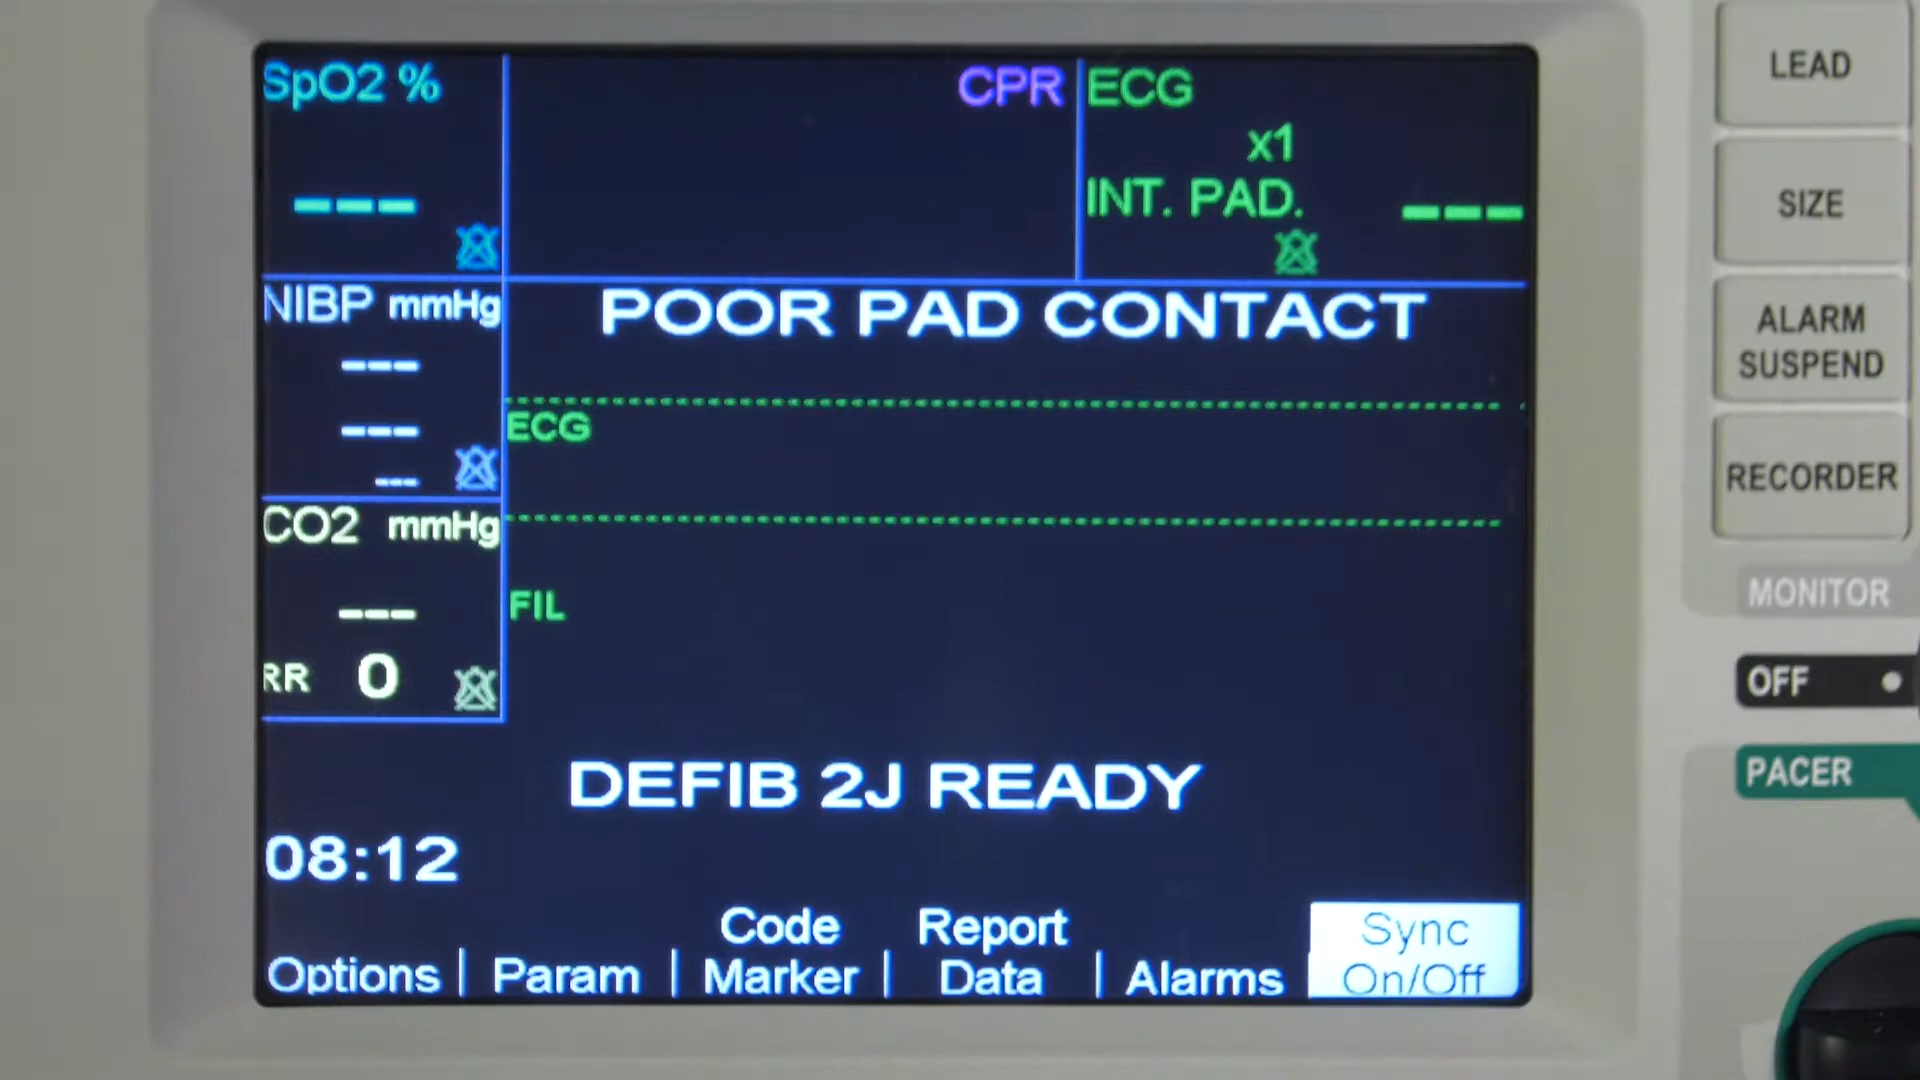 SpO2 %
---
CPR
ECG
x1
INT. PAD. ---
NIBP mmHg
---
---
---
POOR PAD CONTACT
ECG
CO2 mmHg
---
RR 0
FIL
DEFIB 2J READY
08:12
Options
Param
Code
Marker
Report
Data
Alarms
Sync
On/Off
LEAD
SIZE
ALARM
SUSPEND
RECORDER
MONITOR
OFF
PACER